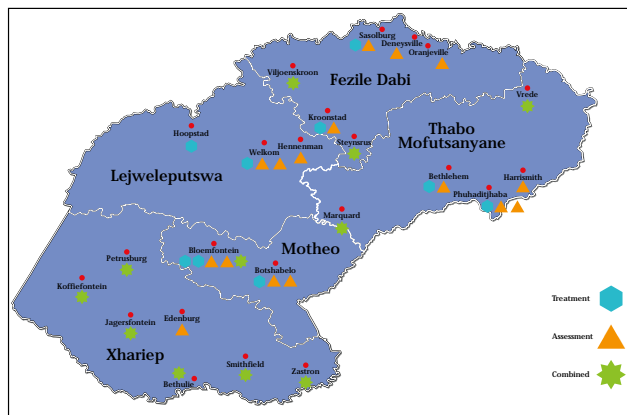 Sasolburg
Deneysville
Oranjeville
Viljoenskroon
Fezile Dabi
Vrede
Kroonstad
Hoopstad
Steynsrus
Thabo
Mofutsanyane
Hennenman
Welkom
Lejweleputswa
Bethlehem
Harrismith
Phuhaditjhaba
Marquard
Motheo
Bloemfontein
Petrusburg
Botshabelo
Koffiefontein
Jagersfontein
Edenburg
Xhariep
Smithfield
Zastron
Bethulie
Treatment
Assessment
Combined